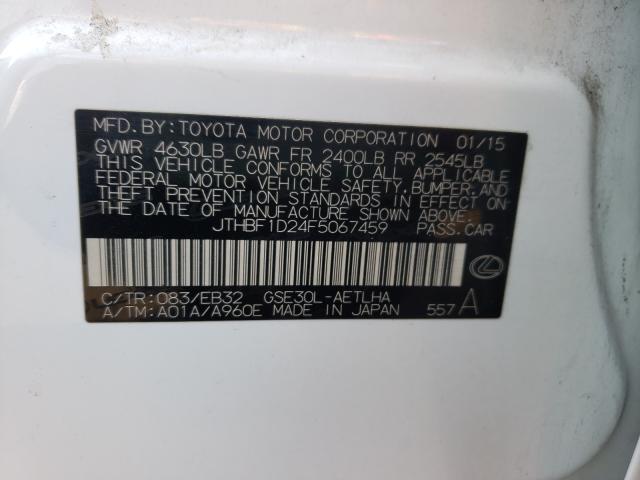 MFD. BY: TOYOTA MOTOR CORPORATION 01/15
GVWR 4630LB GAWR FR 2400LB RR 2545LB
THIS VEHICLE CONFORMS TO ALL APPLICABLE
FEDERAL MOTOR VEHICLE SAFETY, BUMPER, AND
THEFT PREVENTION STANDARDS IN EFFECT ON
THE DATE OF MANUFACTURE SHOWN ABOVE.
JTHBF1D24F5067459 PASS. CAR
C/TR: 083/EB32 GSE30L-AETLHA
A/TM: A01A/A960E MADE IN JAPAN 557 A